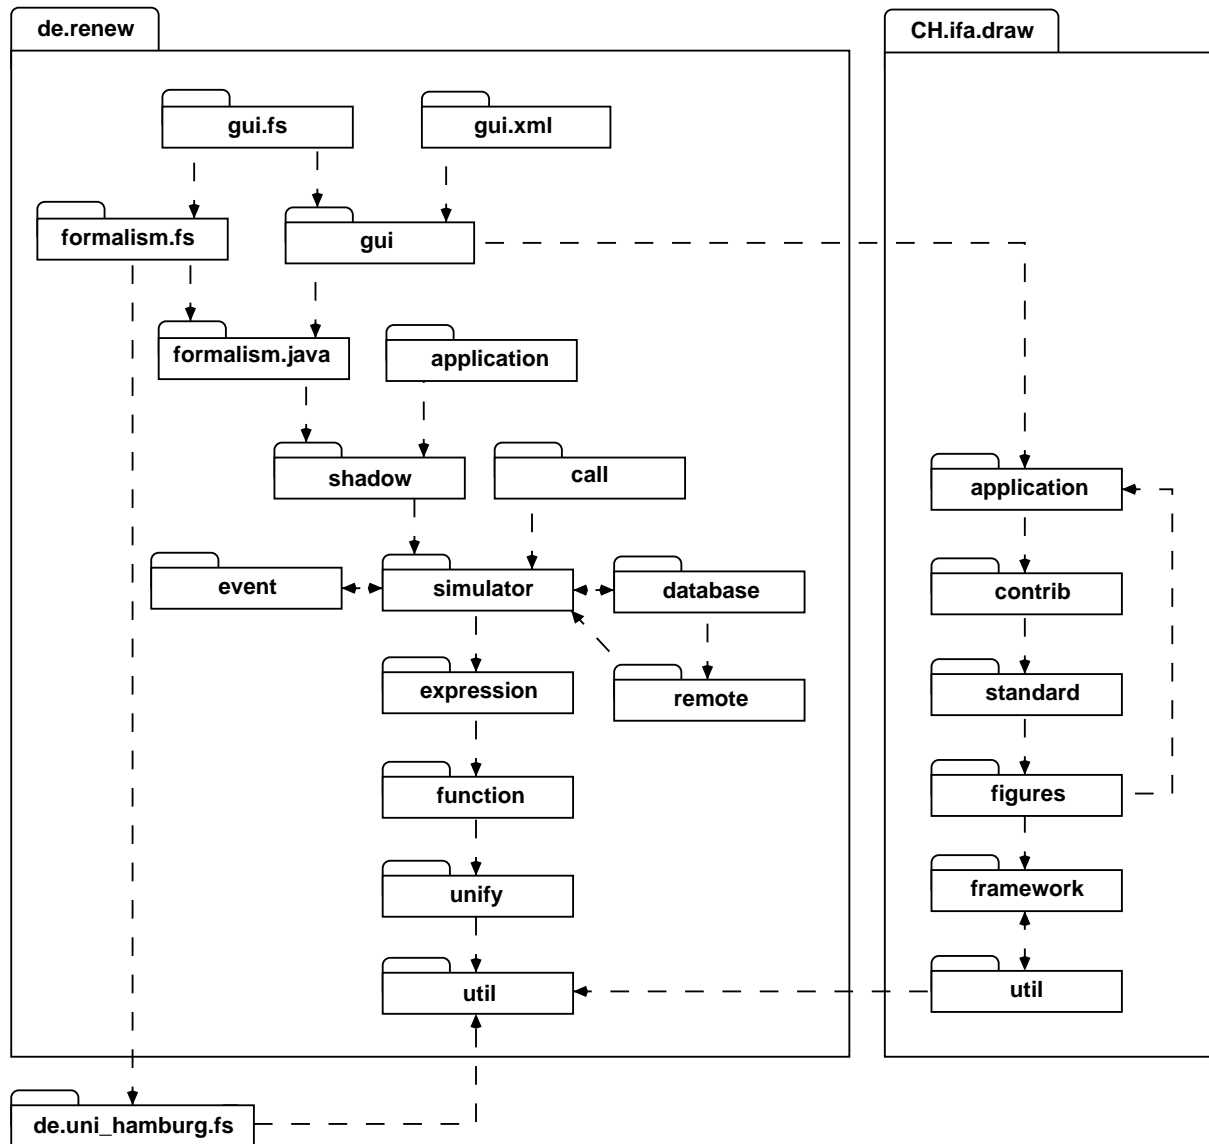 de.renew
CH.ifa.draw
gui.fs
gui.xml
formalism.fs
gui
formalism.java
application
shadow
call
application
event
simulator
database
contrib
expression
remote
standard
function
figures
unify
framework
util
util
de.uni_hamburg.fs